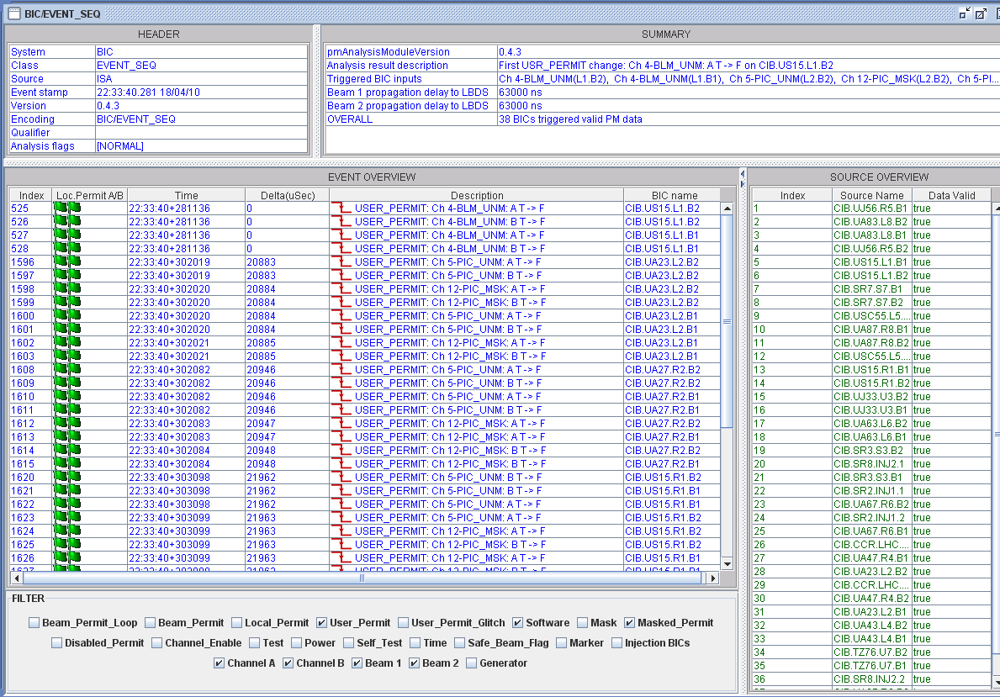 BIC/EVENT_SEQ
HEADER
System BIC
Class EVENT_SEQ
Source ISA
Event stamp 22:33:40.281 18/04/10
Version 0.4.3
Encoding BIC/EVENT_SEQ
Qualifier
Analysis flags [NORMAL]
SUMMARY
pmAnalysisModuleVersion 0.4.3
Analysis result description First USR_PERMIT change: Ch 4-BLM_UNM: A T -> F on CIB.US15.L1.B2
Triggered BIC inputs Ch 4-BLM_UNM(L1.B2), Ch 4-BLM_UNM(L1.B1), Ch 5-PIC_UNM(L2.B2), Ch 12-PIC_MSK(L2.B2), Ch 5-PI...
Beam 1 propagation delay to LBDS 63000 ns
Beam 2 propagation delay to LBDS 63000 ns
OVERALL 38 BICs triggered valid PM data
EVENT OVERVIEW
Index Loc.Permit A/B Time Delta(uSec) Description BIC name
525 22:33:40+281136 0 USER_PERMIT: Ch 4-BLM_UNM: A T -> F CIB.US15.L1.B2
526 22:33:40+281136 0 USER_PERMIT: Ch 4-BLM_UNM: B T -> F CIB.US15.L1.B2
527 22:33:40+281136 0 USER_PERMIT: Ch 4-BLM_UNM: A T -> F CIB.US15.L1.B1
528 22:33:40+281136 0 USER_PERMIT: Ch 4-BLM_UNM: B T -> F CIB.US15.L1.B1
1596 22:33:40+302019 20883 USER_PERMIT: Ch 5-PIC_UNM: A T -> F CIB.UA23.L2.B2
1597 22:33:40+302019 20883 USER_PERMIT: Ch 5-PIC_UNM: B T -> F CIB.UA23.L2.B2
1598 22:33:40+302020 20884 USER_PERMIT: Ch 12-PIC_MSK: A T -> F CIB.UA23.L2.B2
1599 22:33:40+302020 20884 USER_PERMIT: Ch 12-PIC_MSK: B T -> F CIB.UA23.L2.B2
1600 22:33:40+302020 20884 USER_PERMIT: Ch 5-PIC_UNM: A T -> F CIB.UA23.L2.B1
1601 22:33:40+302020 20884 USER_PERMIT: Ch 5-PIC_UNM: B T -> F CIB.UA23.L2.B1
1602 22:33:40+302021 20885 USER_PERMIT: Ch 12-PIC_MSK: A T -> F CIB.UA23.L2.B1
1603 22:33:40+302021 20885 USER_PERMIT: Ch 12-PIC_MSK: B T -> F CIB.UA23.L2.B1
1608 22:33:40+302082 20946 USER_PERMIT: Ch 5-PIC_UNM: A T -> F CIB.UA27.R2.B2
1609 22:33:40+302082 20946 USER_PERMIT: Ch 5-PIC_UNM: B T -> F CIB.UA27.R2.B2
1610 22:33:40+302082 20946 USER_PERMIT: Ch 5-PIC_UNM: A T -> F CIB.UA27.R2.B1
1611 22:33:40+302082 20946 USER_PERMIT: Ch 5-PIC_UNM: B T -> F CIB.UA27.R2.B1
1612 22:33:40+302083 20947 USER_PERMIT: Ch 12-PIC_MSK: A T -> F CIB.UA27.R2.B2
1613 22:33:40+302083 20947 USER_PERMIT: Ch 12-PIC_MSK: A T -> F CIB.UA27.R2.B1
1614 22:33:40+302084 20948 USER_PERMIT: Ch 12-PIC_MSK: B T -> F CIB.UA27.R2.B2
1615 22:33:40+302084 20948 USER_PERMIT: Ch 12-PIC_MSK: B T -> F CIB.UA27.R2.B1
1620 22:33:40+303098 21962 USER_PERMIT: Ch 5-PIC_UNM: B T -> F CIB.US15.R1.B2
1621 22:33:40+303098 21962 USER_PERMIT: Ch 5-PIC_UNM: B T -> F CIB.US15.R1.B1
1622 22:33:40+303098 21962 USER_PERMIT: Ch 5-PIC_UNM: A T -> F CIB.US15.R1.B1
1623 22:33:40+303099 21963 USER_PERMIT: Ch 5-PIC_UNM: A T -> F CIB.US15.R1.B2
1624 22:33:40+303099 21963 USER_PERMIT: Ch 12-PIC_MSK: A T -> F CIB.US15.R1.B2
1625 22:33:40+303099 21963 USER_PERMIT: Ch 12-PIC_MSK: B T -> F CIB.US15.R1.B2
1626 22:33:40+303099 21963 USER_PERMIT: Ch 12-PIC_MSK: A T -> F CIB.US15.R1.B1
SOURCE OVERVIEW
Index Source Name Data Valid
1 CIB.UJ56.R5.B1 true
2 CIB.UA83.L8.B2 true
3 CIB.UA83.L8.B1 true
4 CIB.UJ56.R5.B2 true
5 CIB.US15.L1.B1 true
6 CIB.US15.L1.B2 true
7 CIB.SR7.S7.B1 true
8 CIB.SR7.S7.B2 true
9 CIB.USC55.L5.... true
10 CIB.UA87.R8.B1 true
11 CIB.UA87.R8.B2 true
12 CIB.USC55.L5.... true
13 CIB.US15.R1.B1 true
14 CIB.US15.R1.B2 true
15 CIB.UJ33.U3.B2 true
16 CIB.UJ33.U3.B1 true
17 CIB.UA63.L6.B2 true
18 CIB.UA63.L6.B1 true
19 CIB.SR3.S3.B2 true
20 CIB.SR8.INJ2.1 true
21 CIB.SR3.S3.B1 true
22 CIB.SR2.INJ1.1 true
23 CIB.UA67.R6.B2 true
24 CIB.SR2.INJ1.2 true
25 CIB.UA67.R6.B1 true
26 CIB.CCR.LHC.... true
27 CIB.UA47.R4.B1 true
28 CIB.UA23.L2.B2 true
29 CIB.CCR.LHC.... true
30 CIB.UA47.R4.B2 true
31 CIB.UA23.L2.B1 true
32 CIB.UA43.L4.B2 true
33 CIB.UA43.L4.B1 true
34 CIB.TZ76.U7.B2 true
35 CIB.TZ76.U7.B1 true
36 CIB.SR8.INJ2.2 true
FILTER
Beam_Permit_Loop Beam_Permit Local_Permit User_Permit User_Permit_Glitch Software Mask Masked_Permit
Disabled_Permit Channel_Enable Test Power Self_Test Time Safe_Beam_Flag Marker Injection BICs
Channel A Channel B Beam 1 Beam 2 Generator